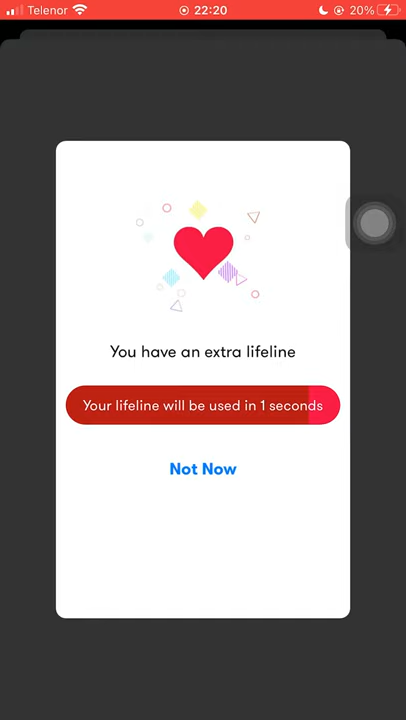 Telenor 22:20 20%
You have an extra lifeline
Your lifeline will be used in 1 seconds
Not Now